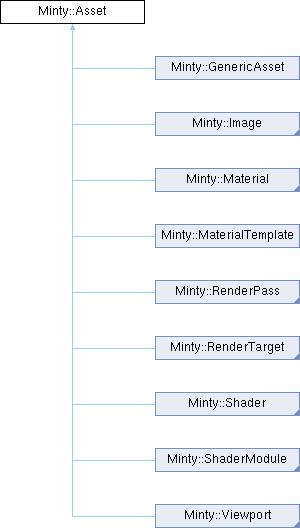 Minty::Asset
Minty::GenericAsset
Minty::Image
Minty::Material
Minty::MaterialTemplate
Minty::RenderPass
Minty::RenderTarget
Minty::Shader
Minty::ShaderModule
Minty::Viewport